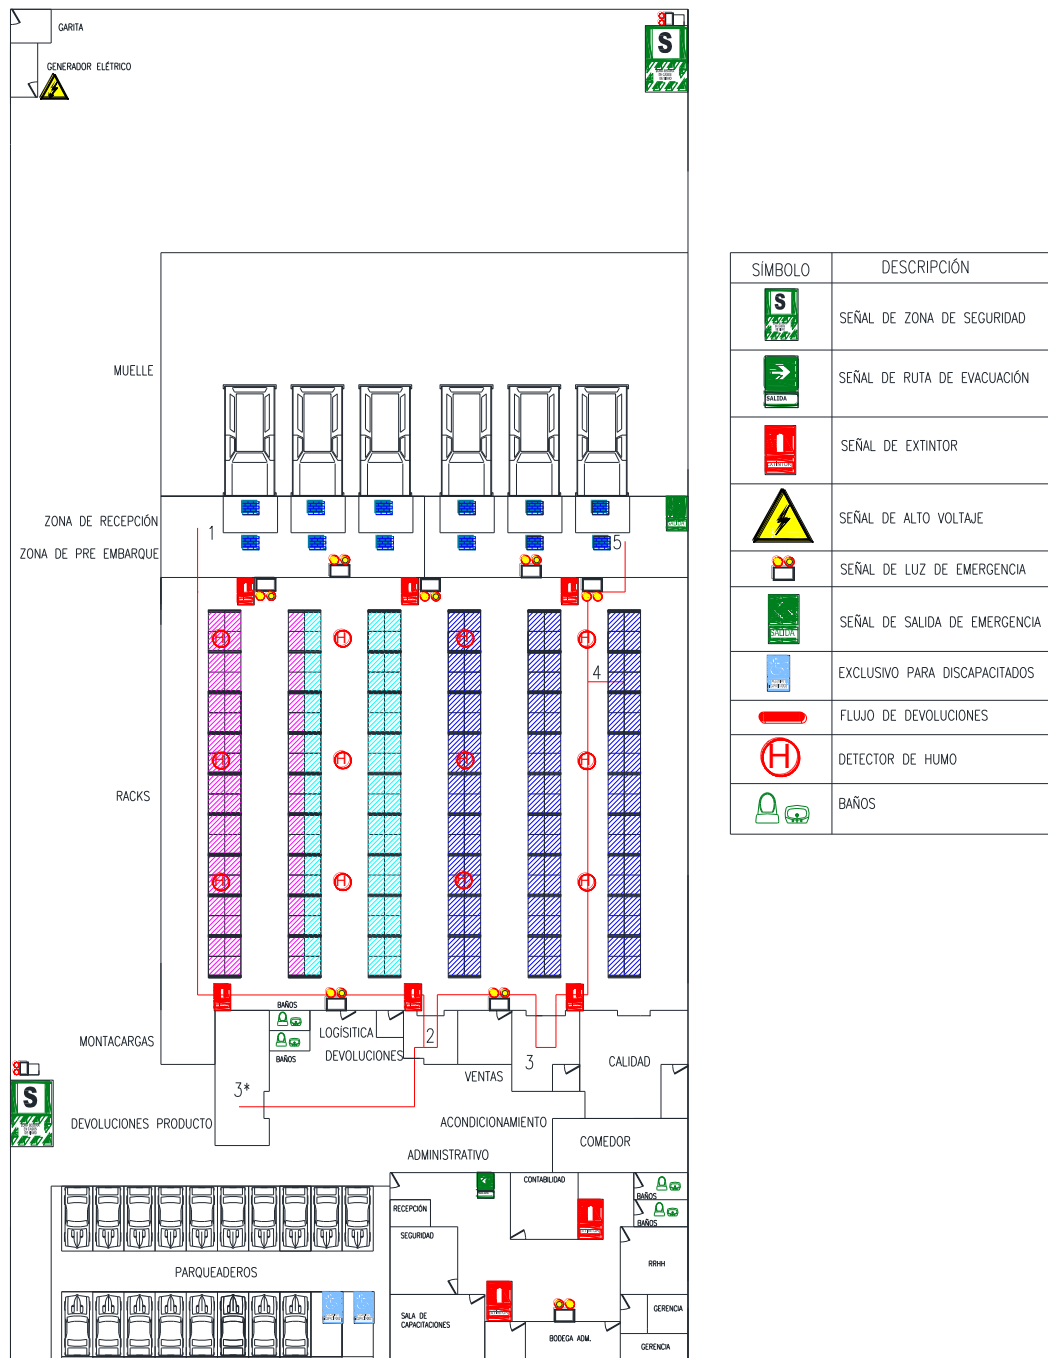 GARITA
GENERADOR ELÉTRICO
S
MUELLE
ZONA DE RECEPCIÓN
1
ZONA DE PRE EMBARQUE
5
H
H
H
H
4
H
H
H
H
RACKS
H
H
H
H
BAÑOS
MONTACARGAS
LOGÍSITICA
2
BAÑOS
DEVOLUCIONES
3
CALIDAD
VENTAS
3*
S
DEVOLUCIONES PRODUCTO
ACONDICIONAMIENTO
COMEDOR
ADMINISTRATIVO
CONTABILIDAD
BAÑOS
RECEPCIÓN
BAÑOS
SEGURIDAD
RRHH
PARQUEADEROS
SALA DE
CAPACITACIONES
GERENCIA
BODEGA ADM.
GERENCIA
SÍMBOLO DESCRIPCIÓN
S
SEÑAL DE ZONA DE SEGURIDAD
SEÑAL DE RUTA DE EVACUACIÓN
SALIDA
SEÑAL DE EXTINTOR
SEÑAL DE ALTO VOLTAJE
SEÑAL DE LUZ DE EMERGENCIA
SEÑAL DE SALIDA DE EMERGENCIA
SALIDA
EXCLUSIVO PARA DISCAPACITADOS
FLUJO DE DEVOLUCIONES
H
DETECTOR DE HUMO
BAÑOS